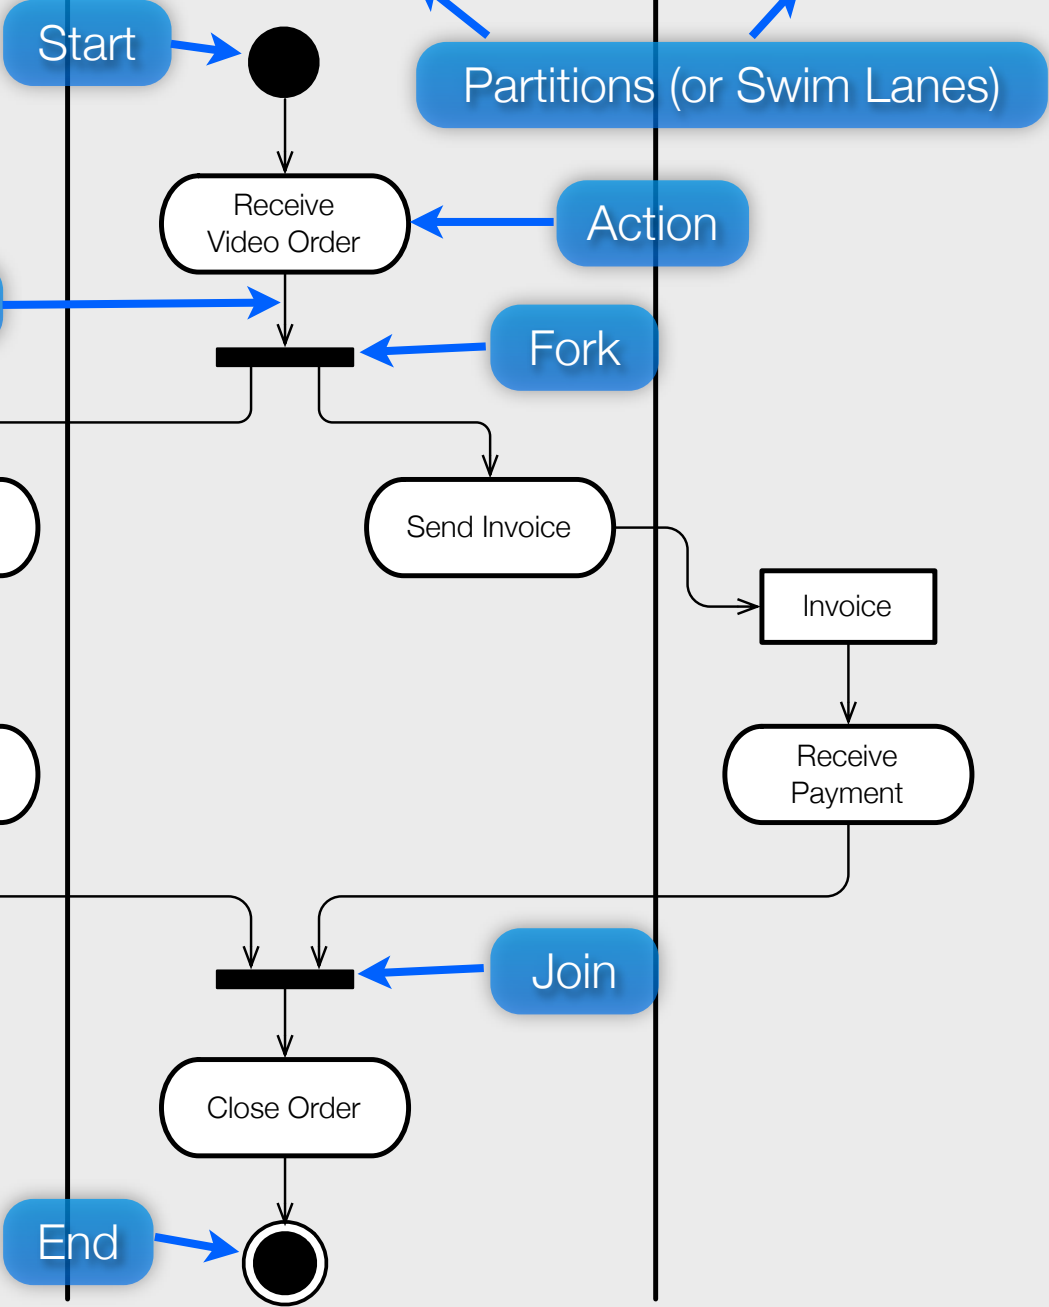 Start
Partitions (or Swim Lanes)
Receive
Video Order
Action
Fork
Send Invoice
Invoice
Receive
Payment
Join
Close Order
End